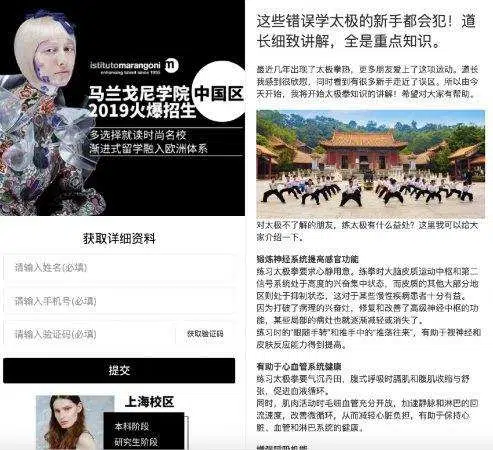 istitutomarangoni m
enhancing talent since 1935
马兰戈尼学院 中国区
2019火爆招生
多选择就读时尚名校
渐进式留学融入欧洲体系
获取详细资料
请输入姓名(必填)
请输入手机号(必填)
请输入验证码(必填)
获取验证码
提交
上海校区
本科阶段
研究生阶段
这些错误学太极的新手都会犯！道
长细致讲解，全是重点知识。
最近几年出现了太极拳热，更多朋友爱上了这项运动。道长
我感到很欣慰，同时看到有很多新手走近了误区。所以由今
天开始，我将开始太极拳知识的讲解！希望对大家有帮助。
对太极不了解的朋友，炼太极有什么益处？这里我可以给大
家介绍一下。
锻炼神经系统提高感官功能
练习太极拳要求心静用意。练拳时大脑皮质运动中枢和第二
信号系统处于高度的兴奋集中状态，而皮质的其他大部分地
区则处于抑制状态，这对于某些慢性疾病患者十分有益。
因为打破了病理的兴奋灶，修复和改善了高级神经中枢的功
能，某些局部的病灶也就逐渐减轻或消失了。
练习时的“眼随手转”和推手中的“推荡往来”，有助于视神经和
皮肤反应能力得到提高。
有助于心血管系统健康
练习太极拳要气沉丹田，腹式呼吸时膈肌和腹肌收缩与舒
张，促进血液循环。
同时，肌肉活动时毛细血管充分开放，加速静脉和淋巴的回
流速度，改善微循环，从而减轻心脏负担，有助于保持心
脏、血管和淋巴系统的健康。